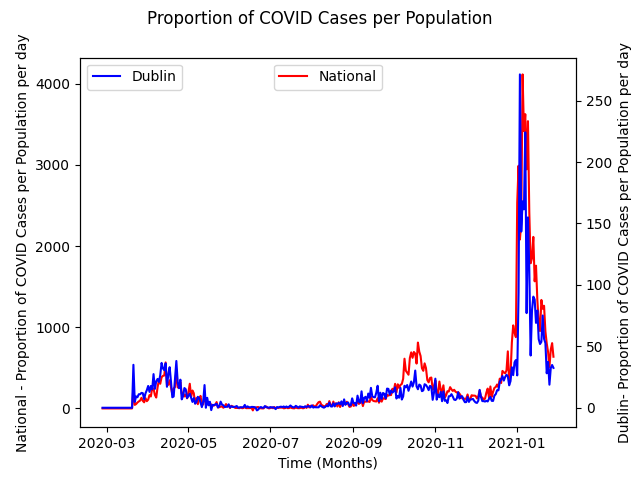 Proportion of COVID Cases per Population
Dublin
National
National - Proportion of COVID Cases per Population per day
4000
3000
2000
1000
0
Dublin- Proportion of COVID Cases per Population per day
250
200
150
100
50
0
2020-03 2020-05 2020-07 2020-09 2020-11 2021-01
Time (Months)